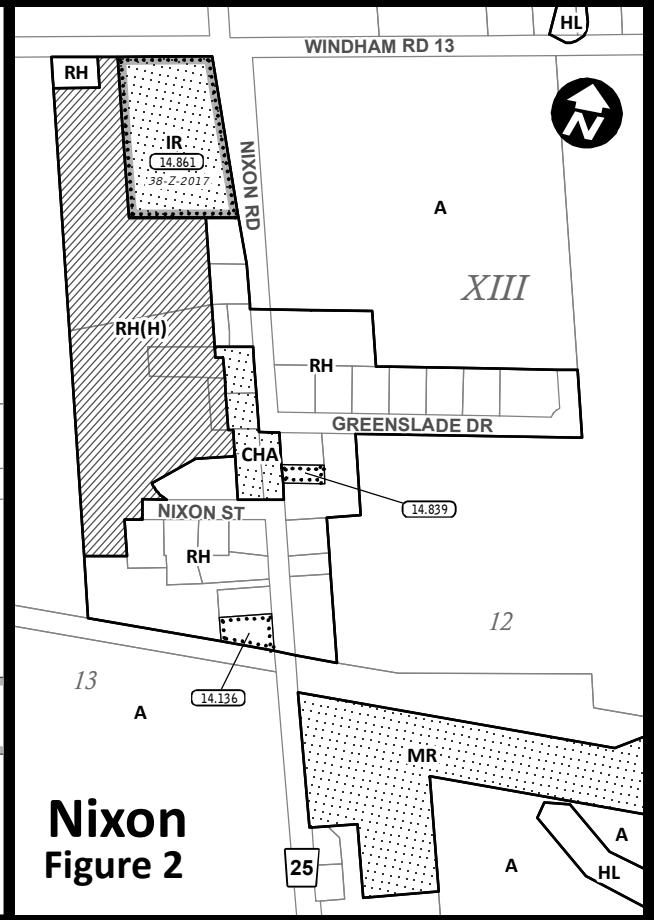 HL
WINDHAM RD 13
RH
N
IR
14.861
38-Z-2017
NIXON RD
A
XIII
RH(H)
RH
GREENSLADE DR
CHA
14.839
NIXON ST
RH
12
13
14.136
A
MR
Nixon
Figure 2
25
A
A
HL